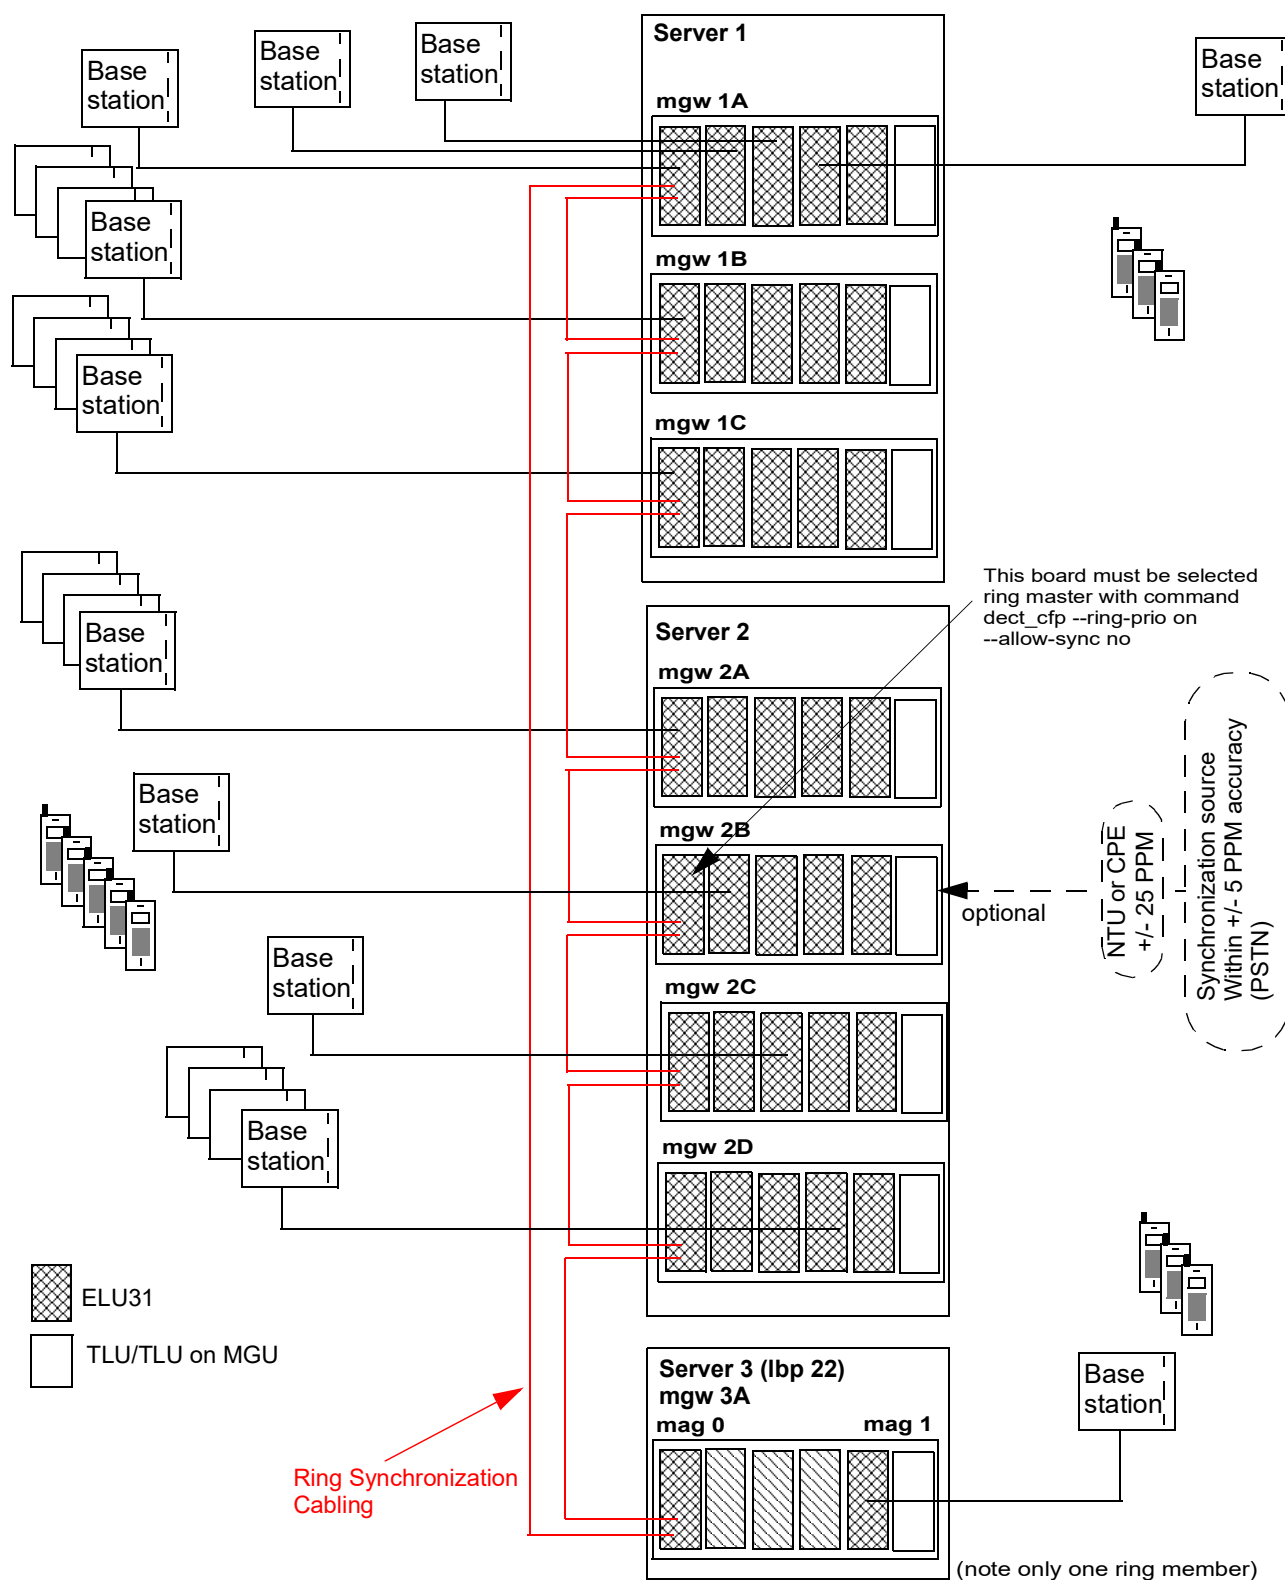 Server 1
Base
station
Base
station
Base
station
Base
station
mgw 1A
Base
station
mgw 1B
Base
station
mgw 1C
This board must be selected
ring master with command
dect_cfp --ring-prio on
--allow-sync no
Base
station
Server 2
mgw 2A
Base
station
mgw 2B
optional
NTU or CPE
+/- 25 PPM
Synchronization source
Within +/- 5 PPM accuracy
(PSTN)
Base
station
mgw 2C
Base
station
mgw 2D
ELU31
TLU/TLU on MGU
Server 3 (lbp 22)
mgw 3A
mag 0
mag 1
Base
station
Ring Synchronization
Cabling
(note only one ring member)